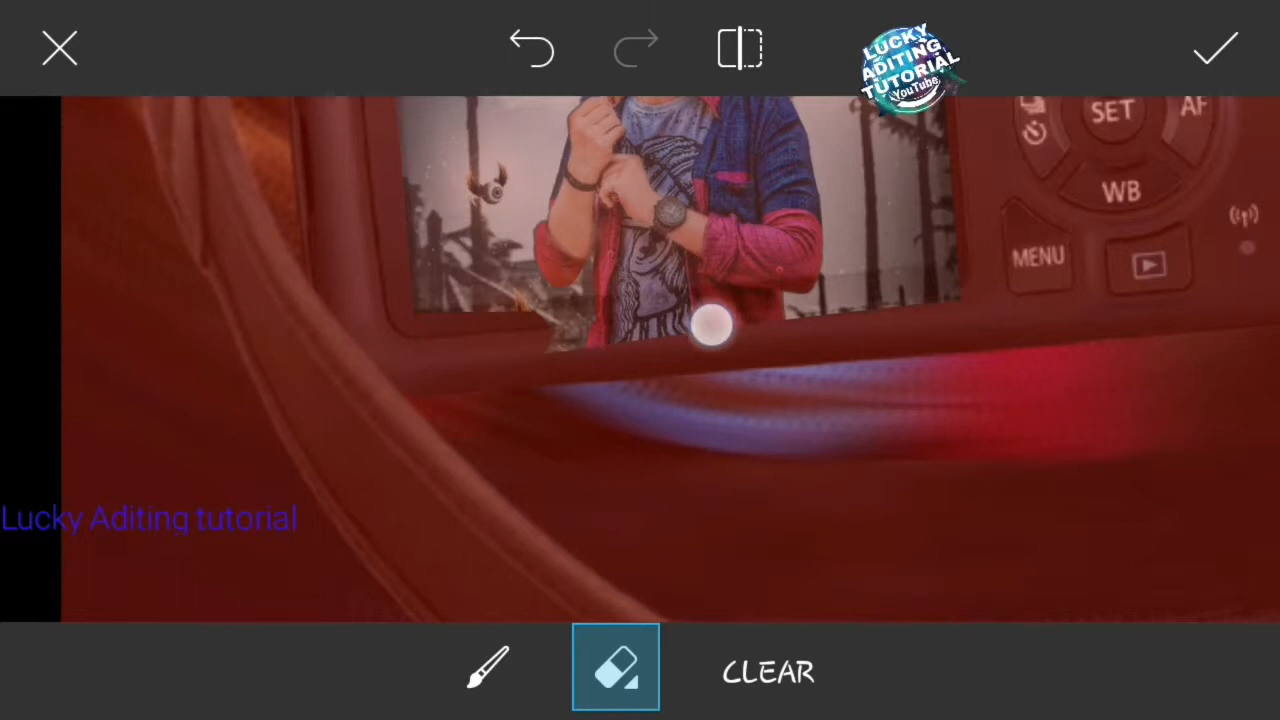 LUCKY
ADITING
TUTORIAL
YouTube
SET
AF
WB
MENU
Lucky Aditing tutorial
CLEAR